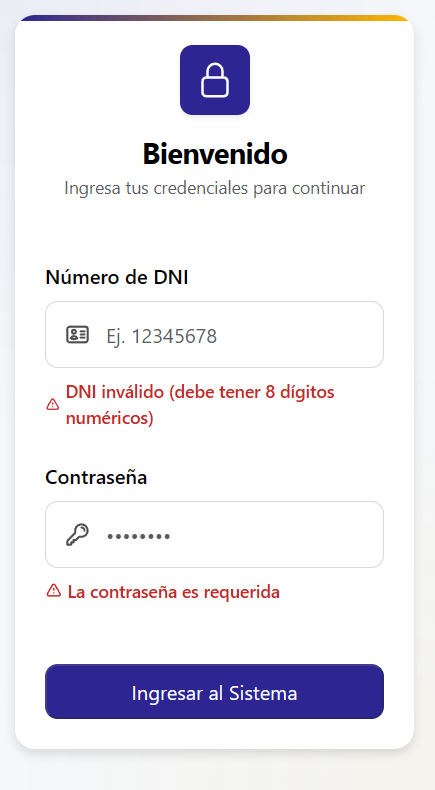 Bienvenido
Ingresa tus credenciales para continuar
Número de DNI
Ej. 12345678
DNI inválido (debe tener 8 dígitos
numéricos)
Contraseña
••••••••
La contraseña es requerida
Ingresar al Sistema